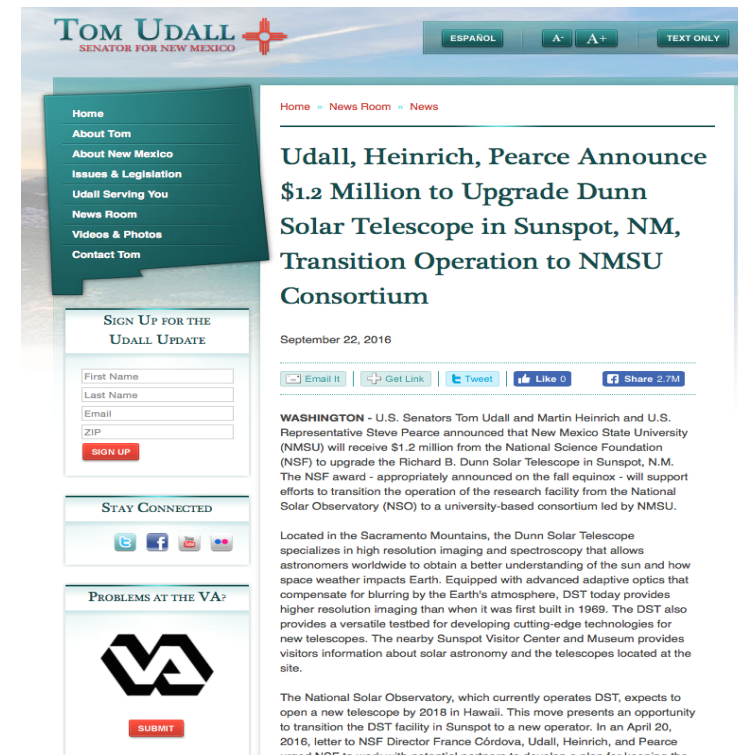 TOM UDALL
SENATOR FOR NEW MEXICO
ESPAÑOL
A-
A+
TEXT ONLY
Home
About Tom
About New Mexico
Issues & Legislation
Udall Serving You
News Room
Videos & Photos
Contact Tom
SIGN UP FOR THE
UDALL UPDATE
First Name
Last Name
Email
ZIP
SIGN UP
STAY CONNECTED
PROBLEMS AT THE VA?
VA
SUBMIT
Home » News Room » News
Udall, Heinrich, Pearce Announce
$1.2 Million to Upgrade Dunn
Solar Telescope in Sunspot, NM,
Transition Operation to NMSU
Consortium
September 22, 2016
Email It
Get Link
Tweet
Like 0
Share 2.7M
WASHINGTON - U.S. Senators Tom Udall and Martin Heinrich and U.S.
Representative Steve Pearce announced that New Mexico State University
(NMSU) will receive $1.2 million from the National Science Foundation
(NSF) to upgrade the Richard B. Dunn Solar Telescope in Sunspot, N.M.
The NSF award - appropriately announced on the fall equinox - will support
efforts to transition the operation of the research facility from the National
Solar Observatory (NSO) to a university-based consortium led by NMSU.
Located in the Sacramento Mountains, the Dunn Solar Telescope
specializes in high resolution imaging and spectroscopy that allows
astronomers worldwide to obtain a better understanding of the sun and how
space weather impacts Earth. Equipped with advanced adaptive optics that
compensate for blurring by the Earth's atmosphere, DST today provides
higher resolution imaging than when it was first built in 1969. The DST also
provides a versatile testbed for developing cutting-edge technologies for
new telescopes. The nearby Sunspot Visitor Center and Museum provides
visitors information about solar astronomy and the telescopes located at the
site.
The National Solar Observatory, which currently operates DST, expects to
open a new telescope by 2018 in Hawaii. This move presents an opportunity
to transition the DST facility in Sunspot to a new operator. In an April 20,
2016, letter to NSF Director France Córdova, Udall, Heinrich, and Pearce
urged NSF to work with potential partners to develop a plan for keeping the